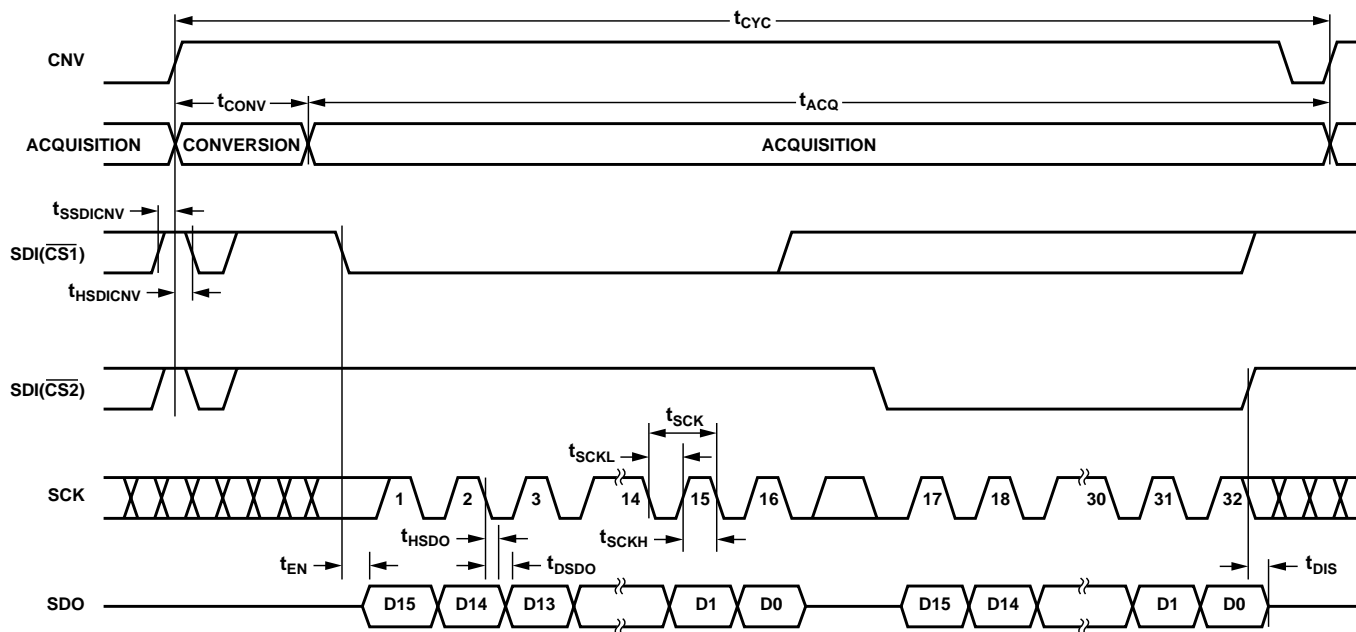 tCYC
CNV
tCONV
tACQ
ACQUISITION CONVERSION ACQUISITION
tSSDICNV
SDI(CS1)
tHSDICNV
SDI(CS2)
tSCK
tSCKL
SCK 1 2 3 14 15 16 17 18 30 31 32
tHSDO tSCKH
tEN tDSDO tDIS
SDO D15 D14 D13 D1 D0 D15 D14 D1 D0